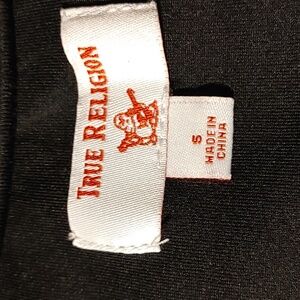 TRUE RELIGION
S
MADE IN
CHINA